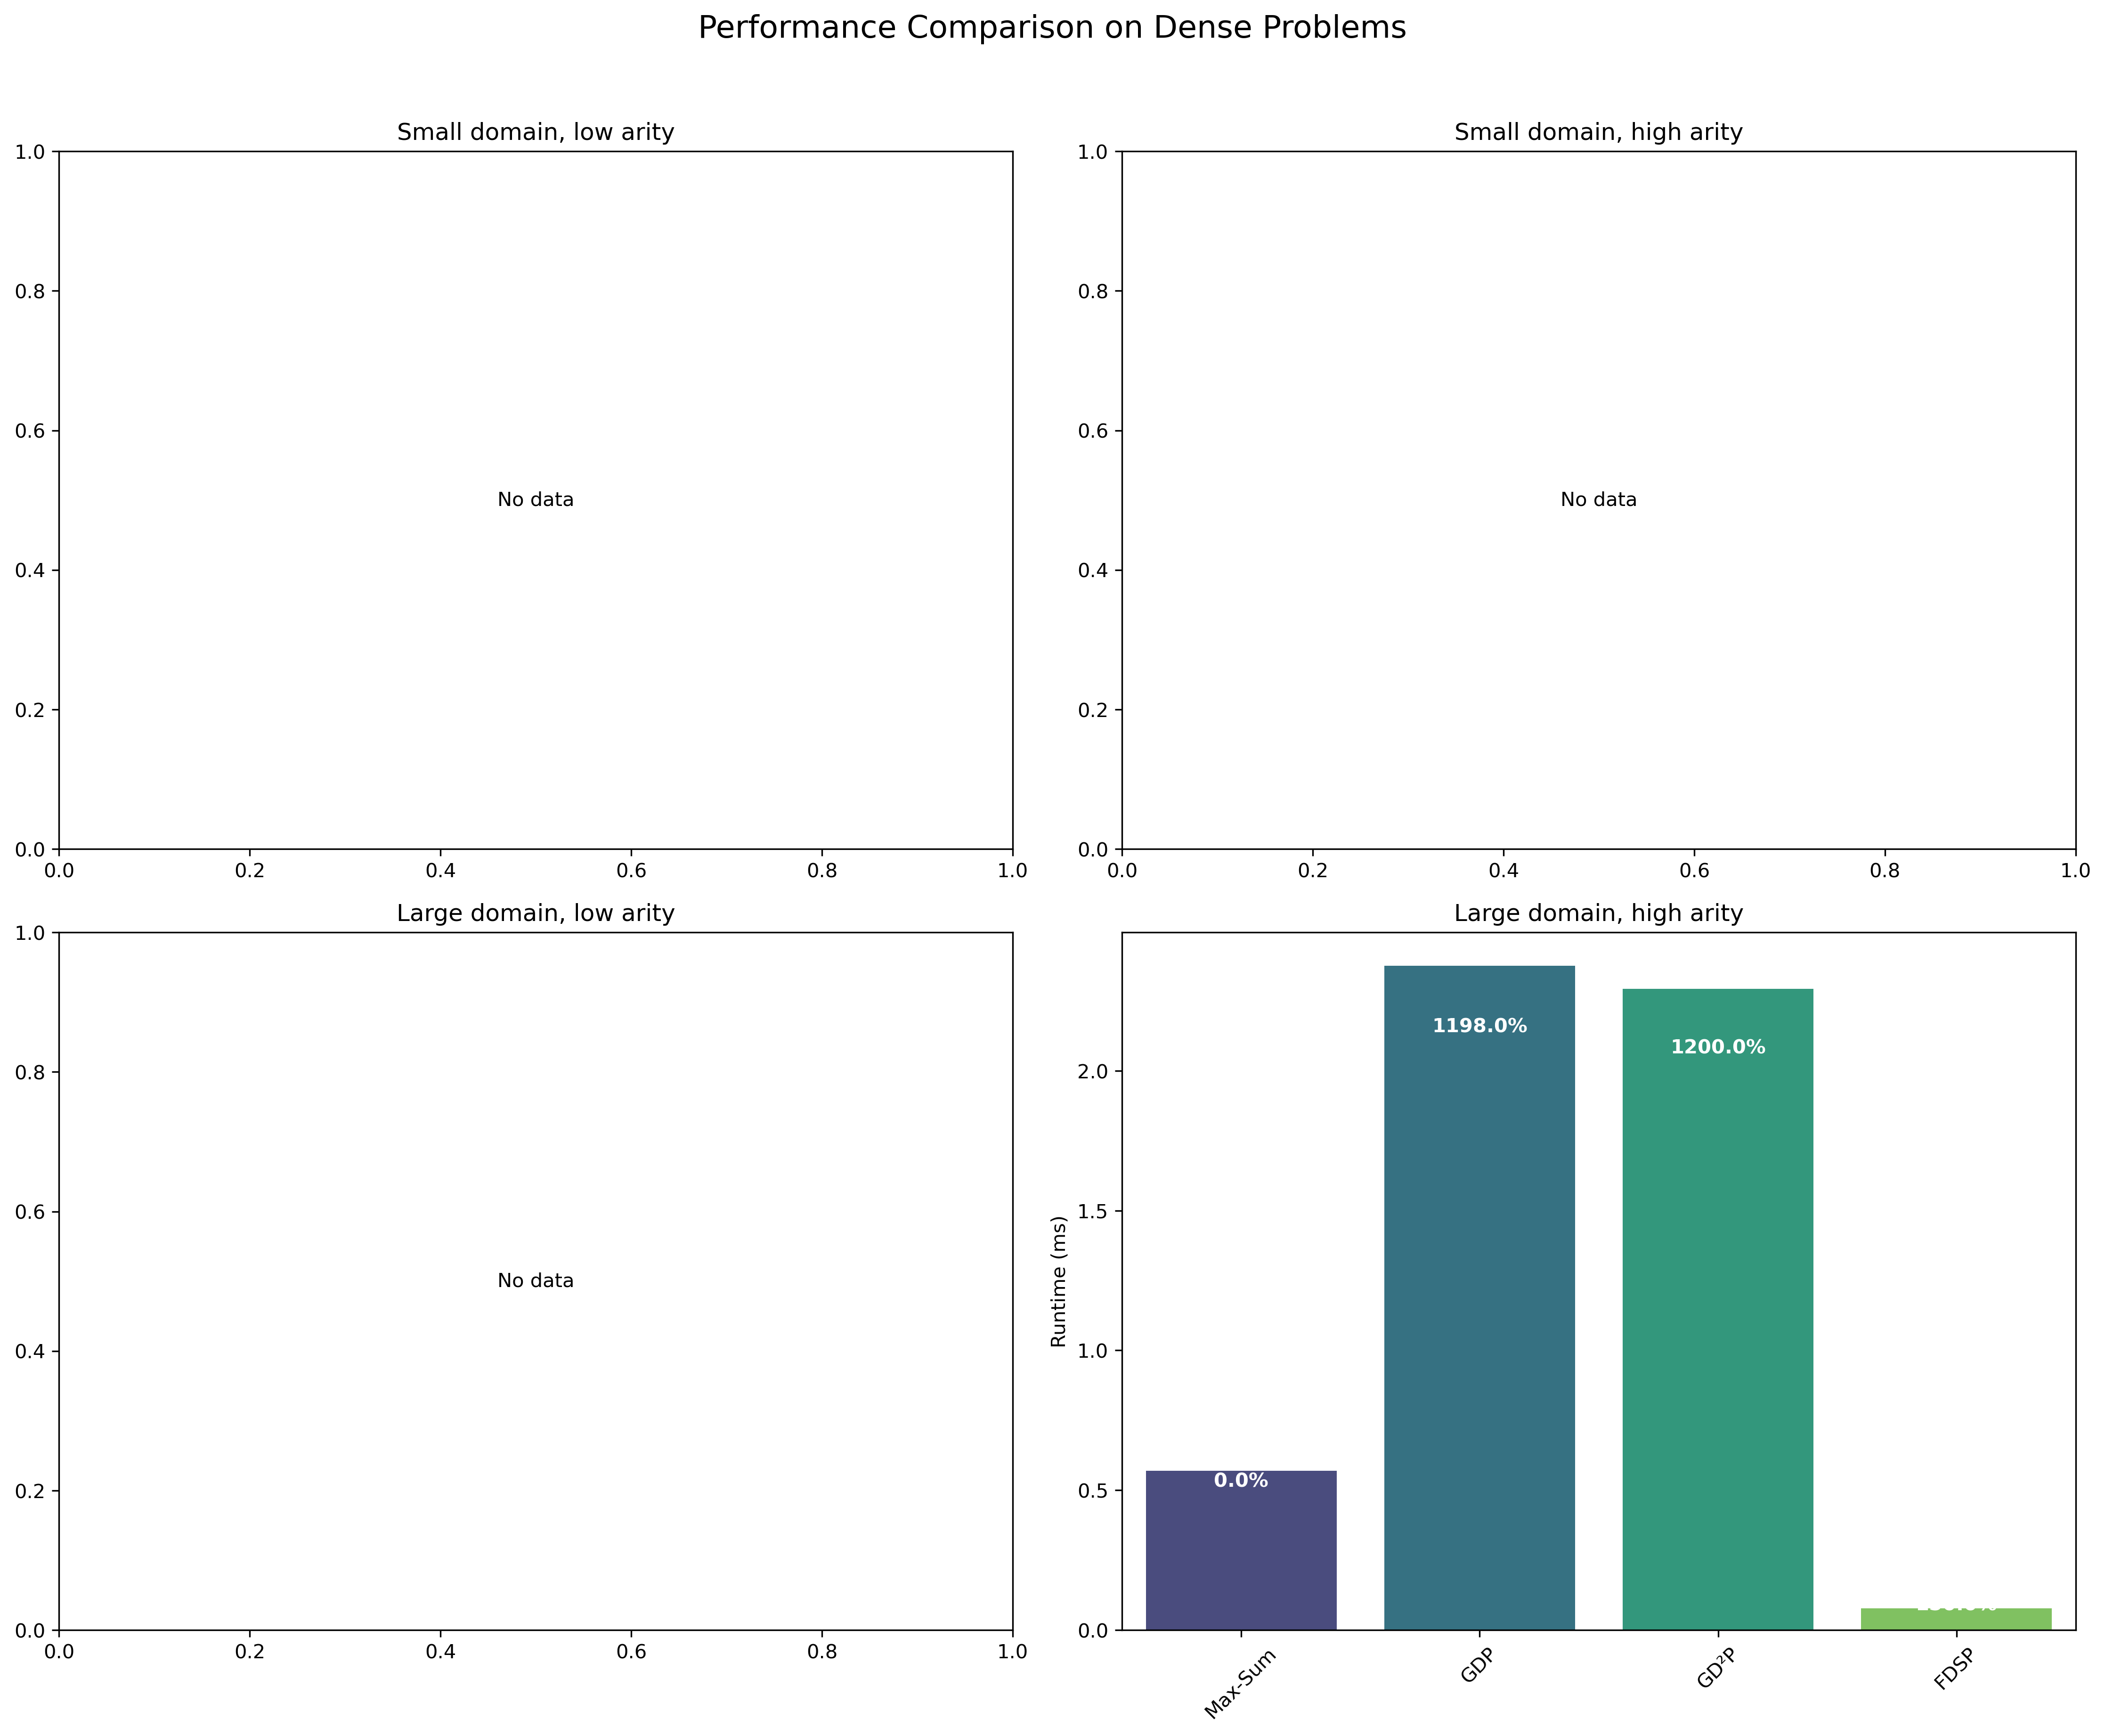 Performance Comparison on Dense Problems
Small domain, low arity
1.0
0.8
0.6
0.4
0.2
0.0
No data
0.0 0.2 0.4 0.6 0.8 1.0
Small domain, high arity
1.0
0.8
0.6
0.4
0.2
0.0
No data
0.0 0.2 0.4 0.6 0.8 1.0
Large domain, low arity
1.0
0.8
0.6
0.4
0.2
0.0
No data
0.0 0.2 0.4 0.6 0.8 1.0
Large domain, high arity
Runtime (ms)
2.0
1.5
1.0
0.5
0.0
0.0%
1198.0%
1200.0%
Max-Sum
GDP
GD²P
FDSP